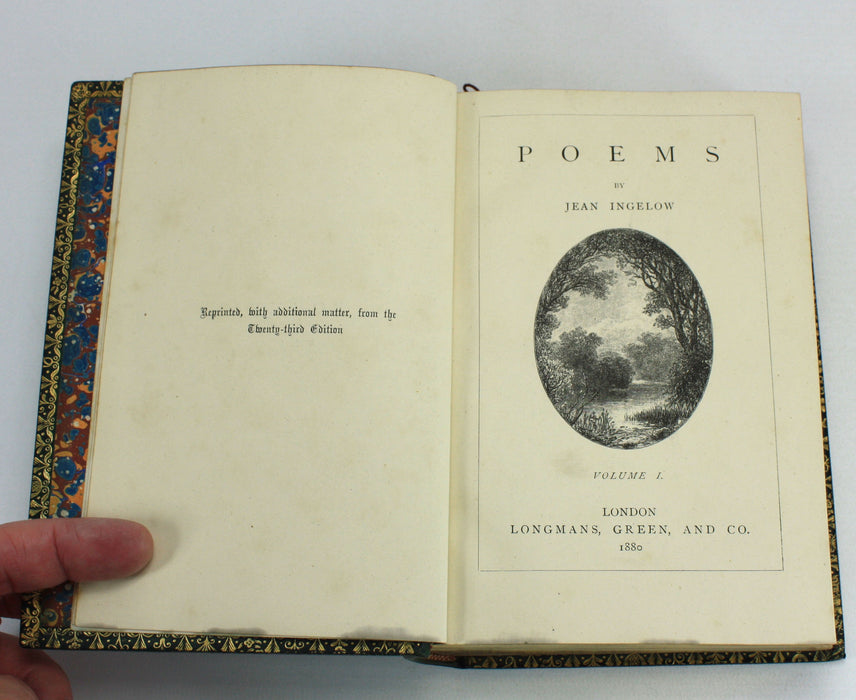 Reprinted, with additional matter, from the
Twenty-third Edition
POEMS
BY
JEAN INGELOW
VOLUME I.
LONDON
LONGMANS, GREEN, AND CO.
1880